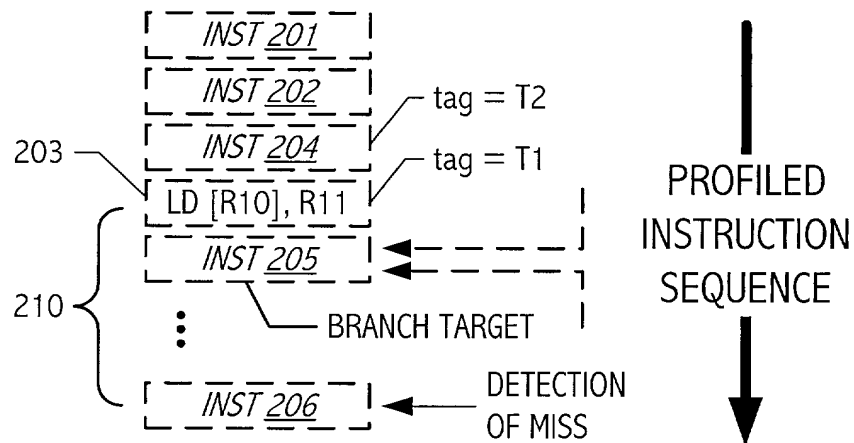 INST 201
INST 202
tag = T2
INST 204
203
tag = T1
LD [R10], R11
PROFILED
INSTRUCTION
SEQUENCE
INST 205
210
BRANCH TARGET
INST 206
DETECTION
OF MISS